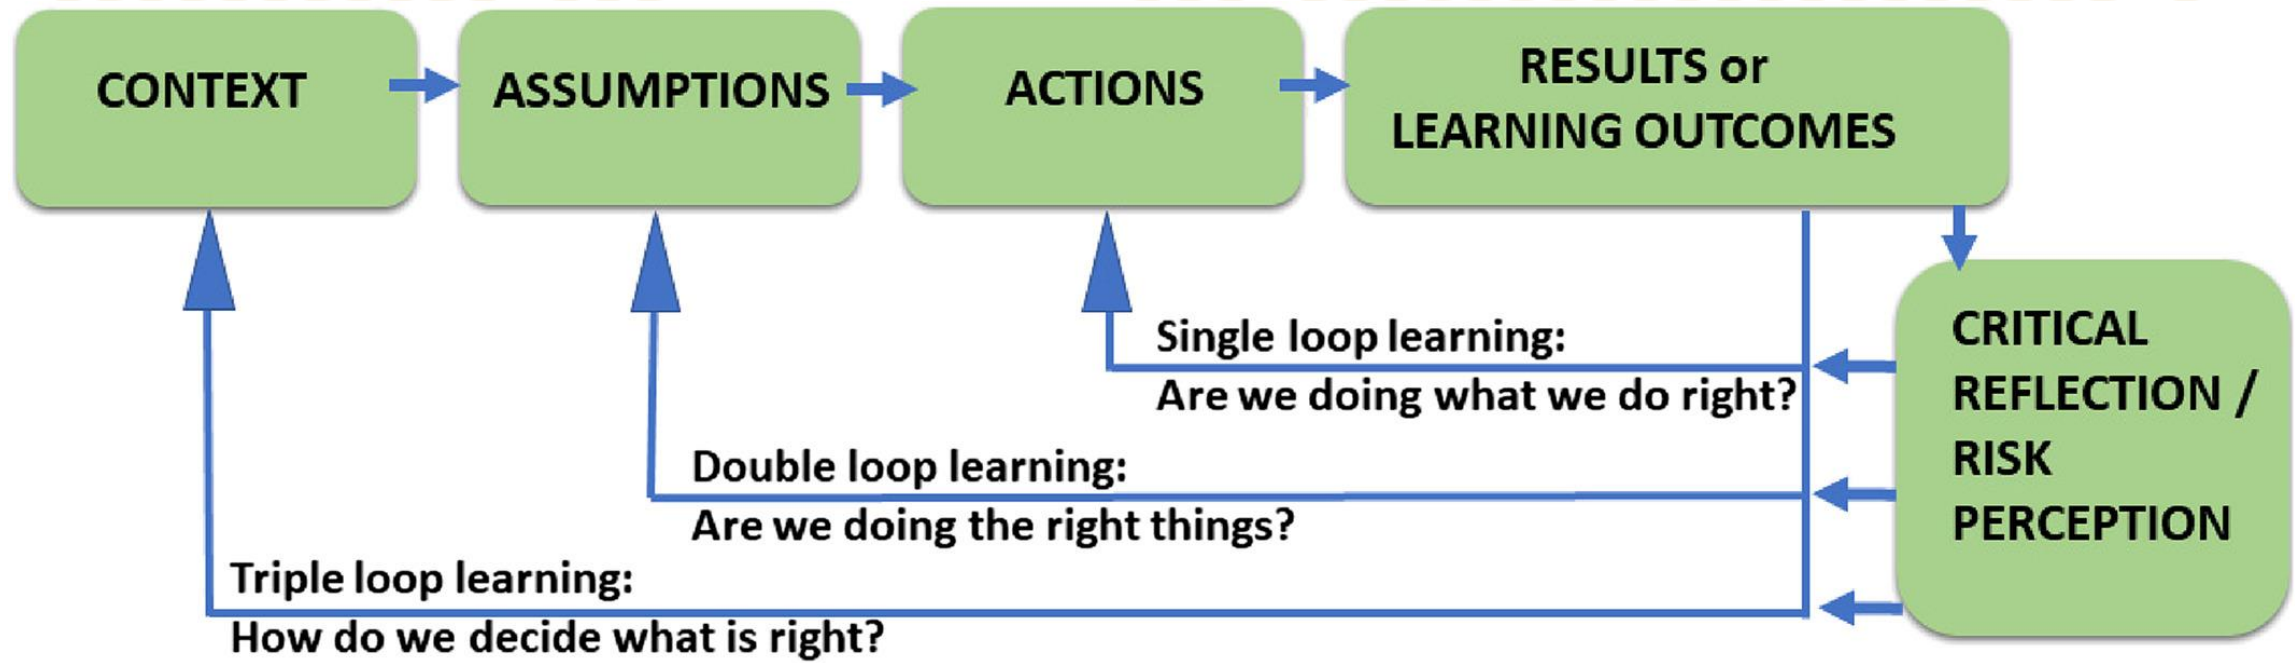 CONTEXT
ASSUMPTIONS
ACTIONS
RESULTS or
LEARNING OUTCOMES
CRITICAL
REFLECTION /
RISK
PERCEPTION
Single loop learning:
Are we doing what we do right?
Double loop learning:
Are we doing the right things?
Triple loop learning:
How do we decide what is right?